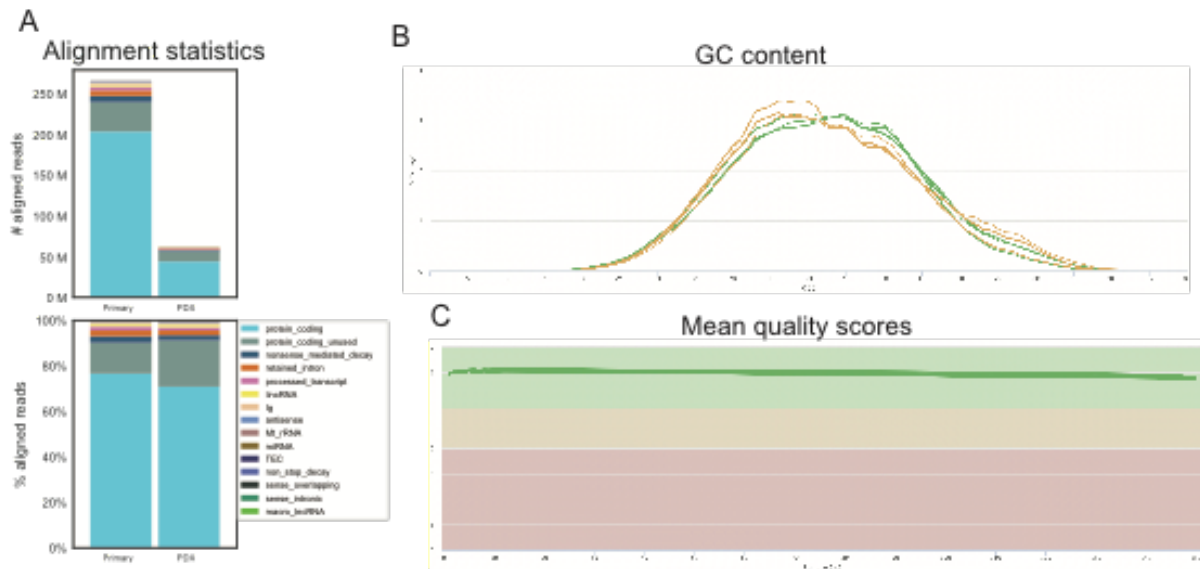 A
Alignment statistics
250 M
200 M
150 M
100 M
50 M
0 M
# aligned reads
Primary
PDX
100%
80%
60%
40%
20%
0%
% aligned reads
Primary
PDX
protein_coding
protein_coding_unused
nonsense_mediated_decay
retained_intron
processed_transcript
lincRNA
Ig
antisense
Mt_rRNA
miRNA
TEC
non_stop_decay
sense_overlapping
sense_intronic
macro_lncRNA
B
GC content
C
Mean quality scores